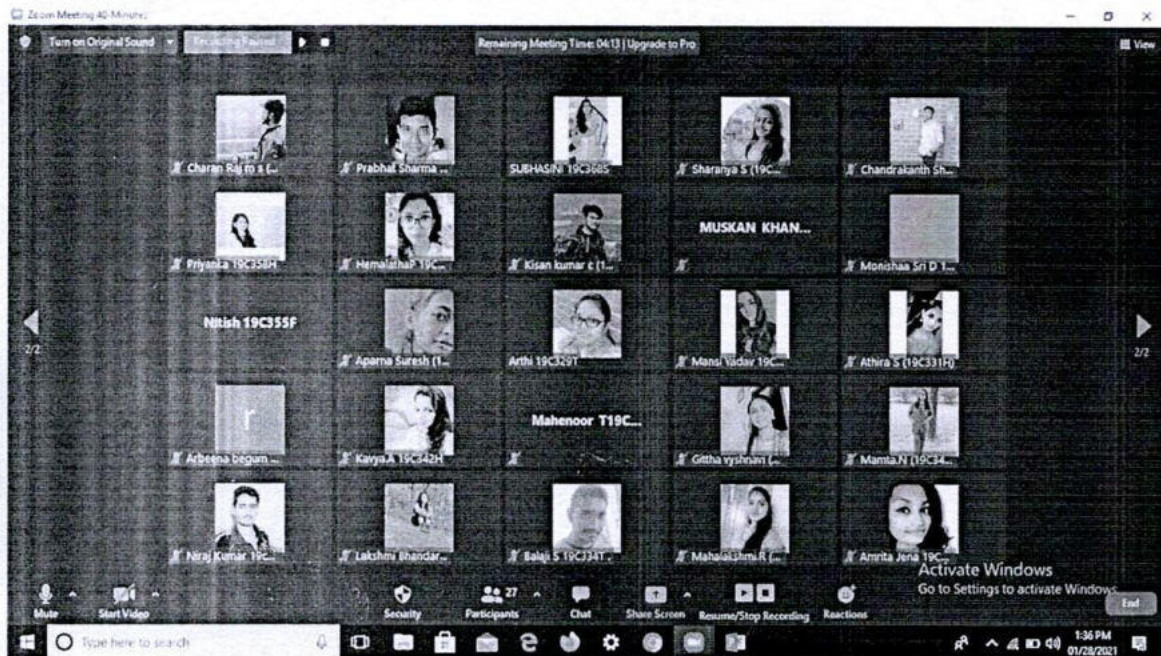 Zoom Meeting 40-Minutes
Turn on Original Sound
Recording Paused
Remaining Meeting Time: 04:13 | Upgrade to Pro
View
Charan Raj m s (...
Prabhal Sharma ...
SUBHASINI 19C368S
Sharanya S (19C...
Chandrakanth Sh...
Priyanka 19C358H
HemalathaP 19C...
Kisan kumar c (1...
MUSKAN KHAN...
Monishaa Sri D 1...
2/2
Nitish 19C355F
Aparna Suresh (1...
Arthi 19C329T
Mansi Yadav 19C...
Athira S (19C331H)
2/2
r
Arbeena begum ...
Kavya.A 19C342H
Mahenoor T19C...
Gittha vyshnavi (...
Mamta.N (19C34...
Niraj Kumar 19c...
Lakshmi Bhandar...
Balaji S 19C334T
Mahalakshmi.R (...
Amrita Jena 19C...
Activate Windows
Go to Settings to activate Windows.
Mute
Start Video
Security
Participants
27
Chat
Share Screen
Resume/Stop Recording
Reactions
End
Type here to search
1:36 PM
01/28/2021